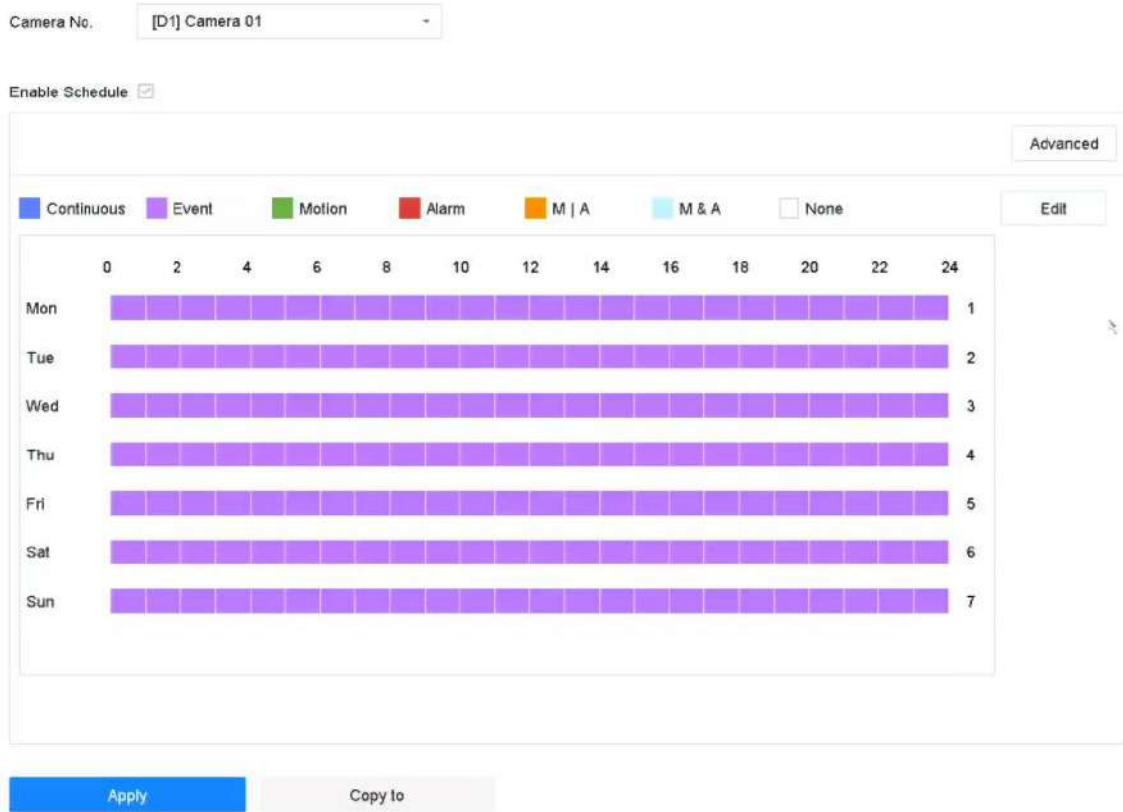 Camera No. [D1] Camera 01
Enable Schedule
Advanced
Continuous Event Motion Alarm M | A M & A None Edit
0 2 4 6 8 10 12 14 16 18 20 22 24
Mon 1
Tue 2
Wed 3
Thu 4
Fri 5
Sat 6
Sun 7
Apply Copy to